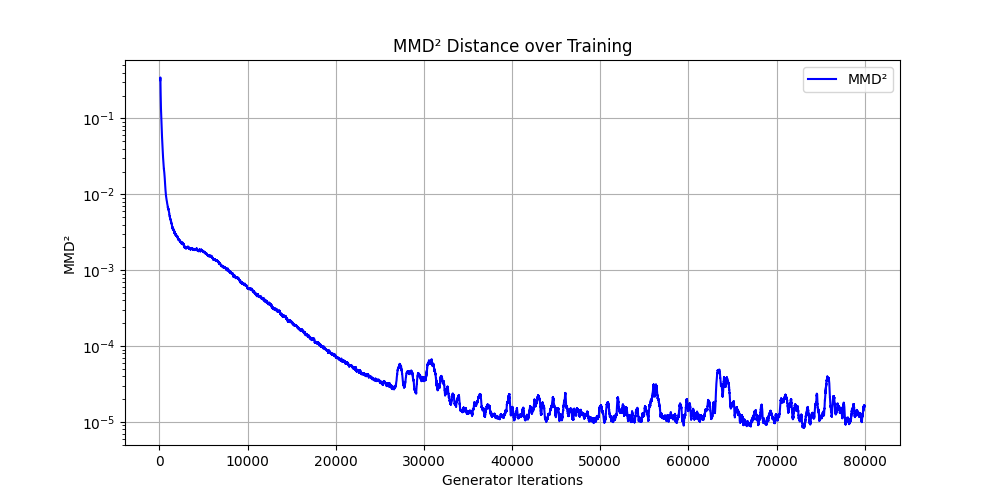 MMD² Distance over Training
MMD²
10⁻¹
10⁻²
10⁻³
10⁻⁴
10⁻⁵
MMD²
0 10000 20000 30000 40000 50000 60000 70000 80000
Generator Iterations